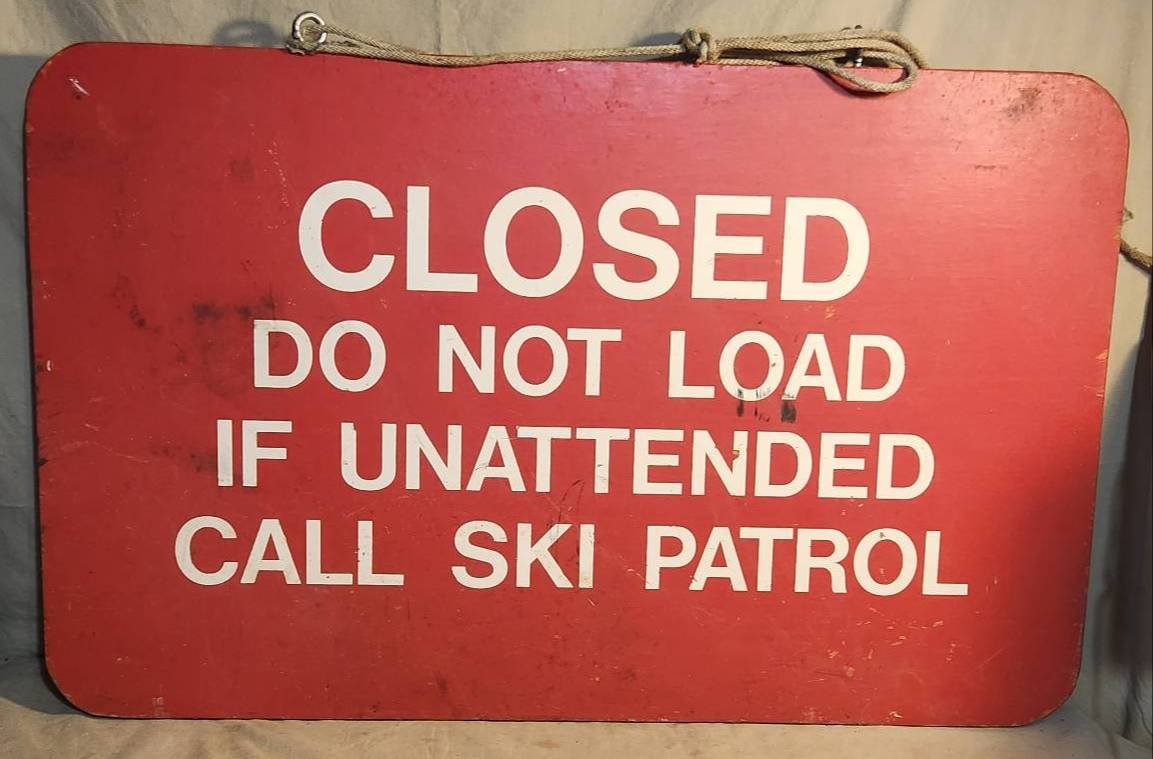 CLOSED
DO NOT LOAD
IF UNATTENDED
CALL SKI PATROL